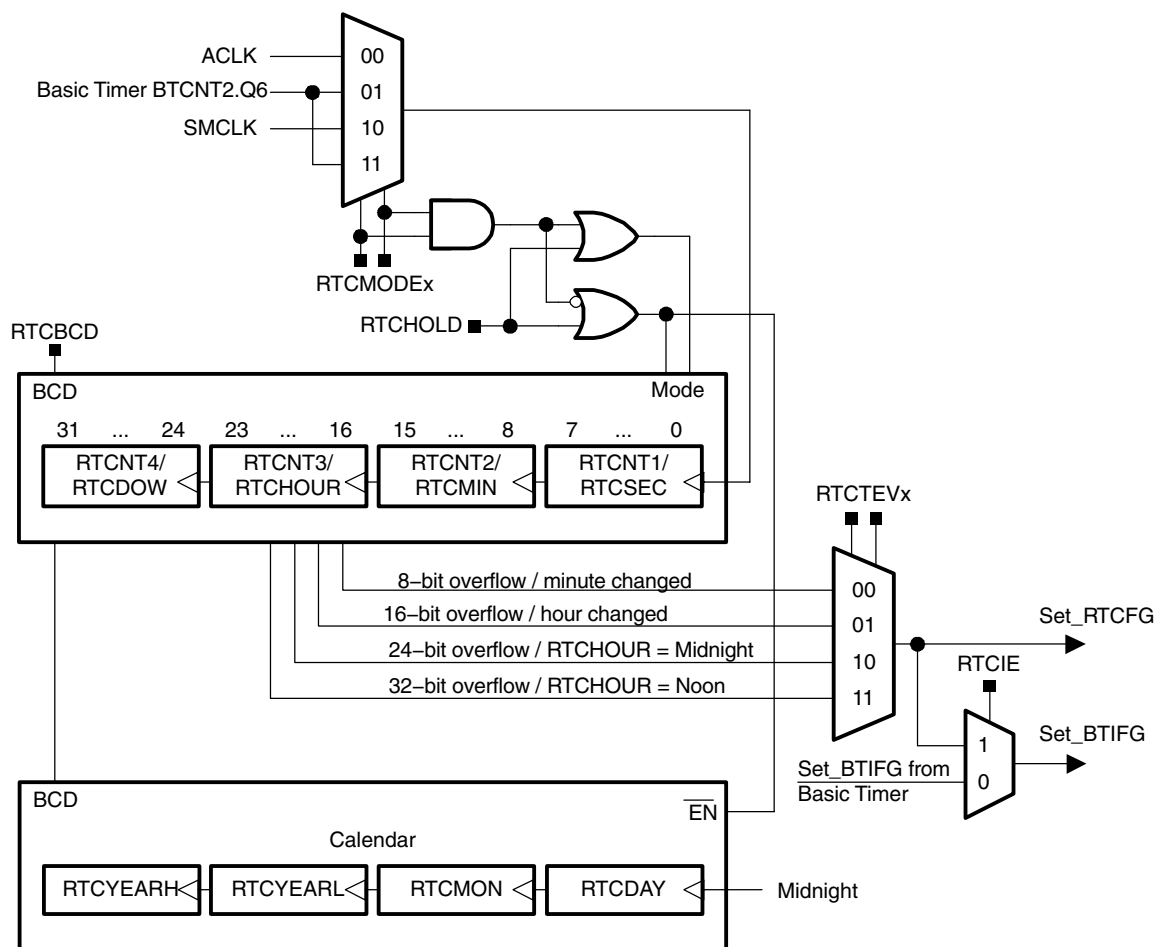 ACLK
00
Basic Timer BTCNT2.Q6
01
SMCLK
10
11
RTCMODEx
RTCHOLD
RTCBCD
BCD
Mode
31 ... 24
23 ... 16
15 ... 8
7 ... 0
RTCNT4/
RTCDOW
RTCNT3/
RTCHOUR
RTCNT2/
RTCMIN
RTCNT1/
RTCSEC
RTCTEVx
8−bit overflow / minute changed
00
16−bit overflow / hour changed
01
24−bit overflow / RTCHOUR = Midnight
10
32−bit overflow / RTCHOUR = Noon
11
Set_RTCFG
RTCIE
1
0
Set_BTIFG
Set_BTIFG from
Basic Timer
BCD
EN
Calendar
RTCYEARH
RTCYEARL
RTCMON
RTCDAY
Midnight